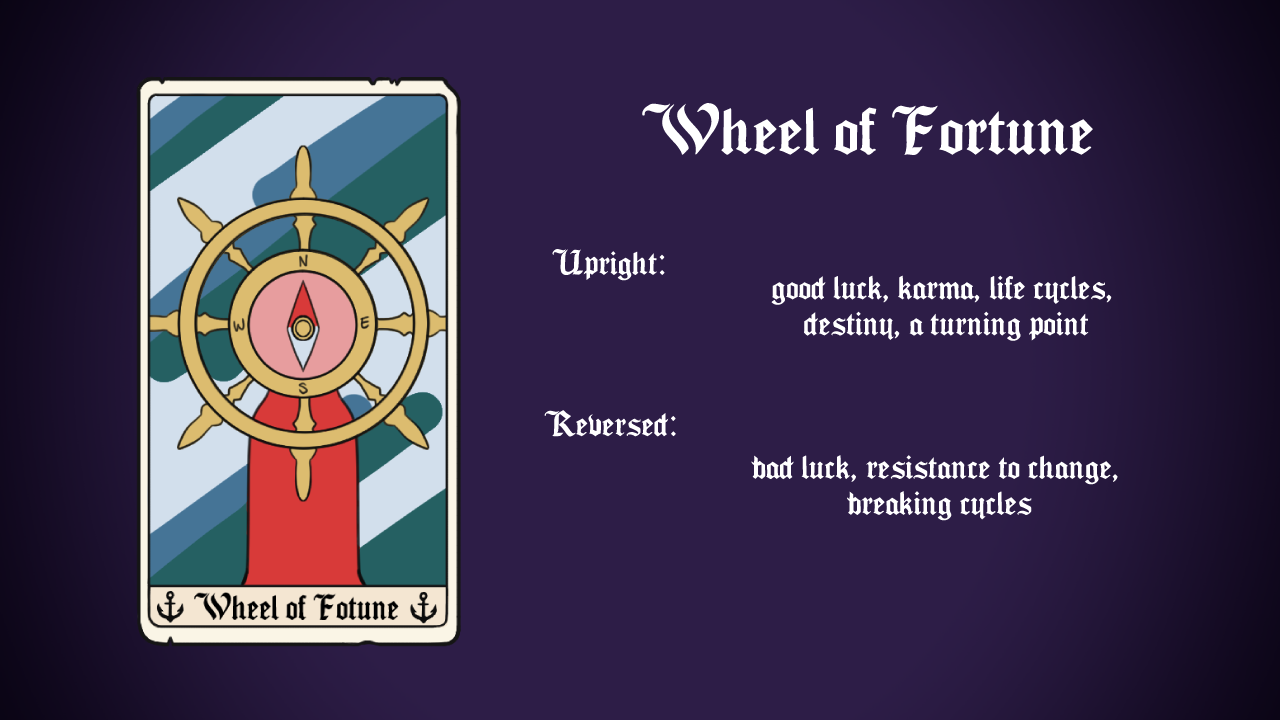 Wheel of Fortune
Upright:
good luck, karma, life cycles,
destiny, a turning point
Reversed:
bad luck, resistance to change,
breaking cycles
N
W
E
S
Wheel of Fotune